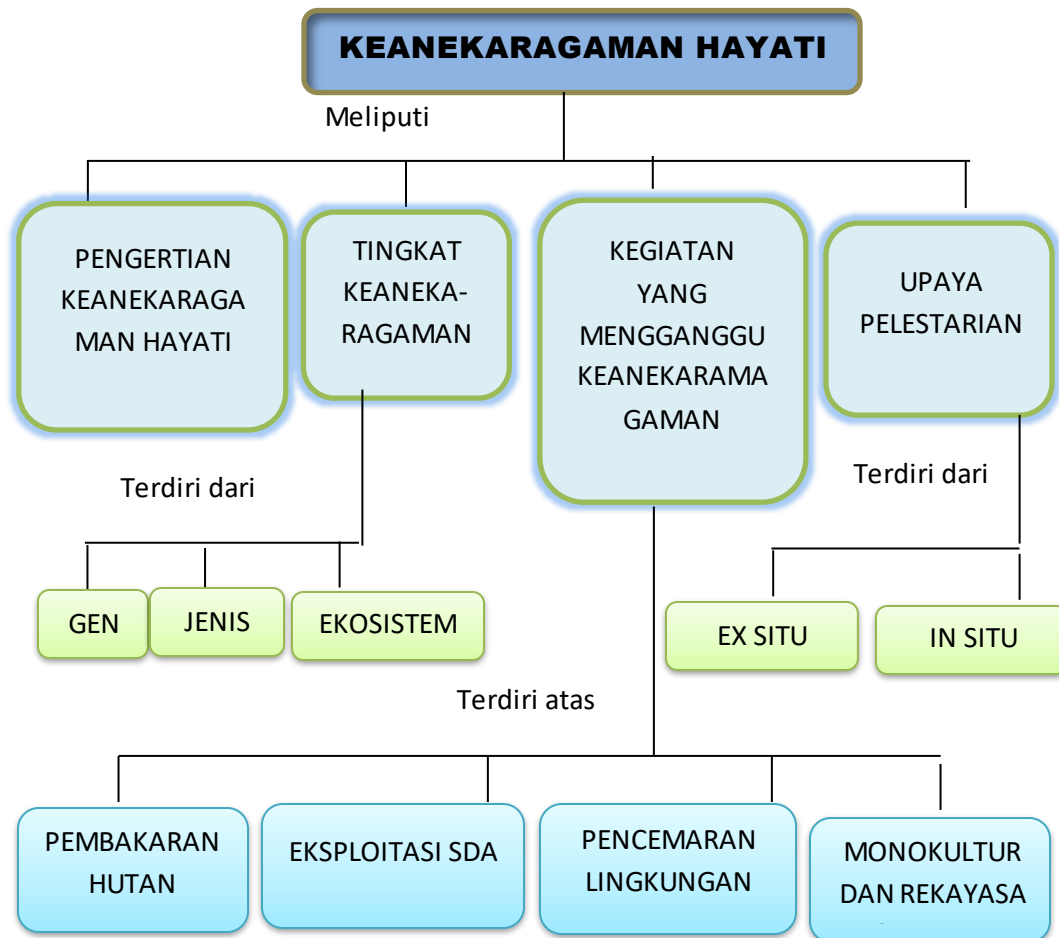 KEANEKARAGAMAN HAYATI
Meliputi
PENGERTIAN
KEANEKARAGA
MAN HAYATI
TINGKAT
KEANEKA-
RAGAMAN
KEGIATAN
YANG
MENGGANGGU
KEANEKARAMA
GAMAN
UPAYA
PELESTARIAN
Terdiri dari
Terdiri dari
GEN
JENIS
EKOSISTEM
EX SITU
IN SITU
Terdiri atas
PEMBAKARAN
HUTAN
EKSPLOITASI SDA
PENCEMARAN
LINGKUNGAN
MONOKULTUR
DAN REKAYASA